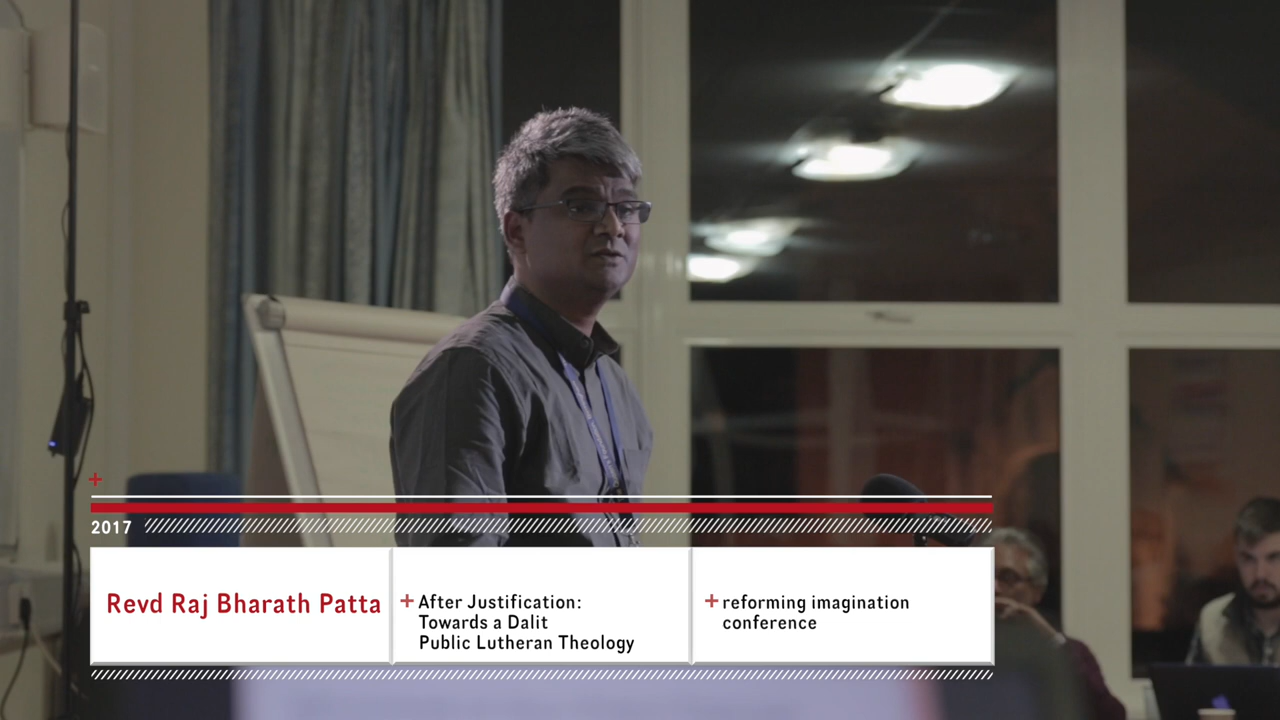 2017
Revd Raj Bharath Patta
+ After Justification:
Towards a Dalit
Public Lutheran Theology
+ reforming imagination
conference